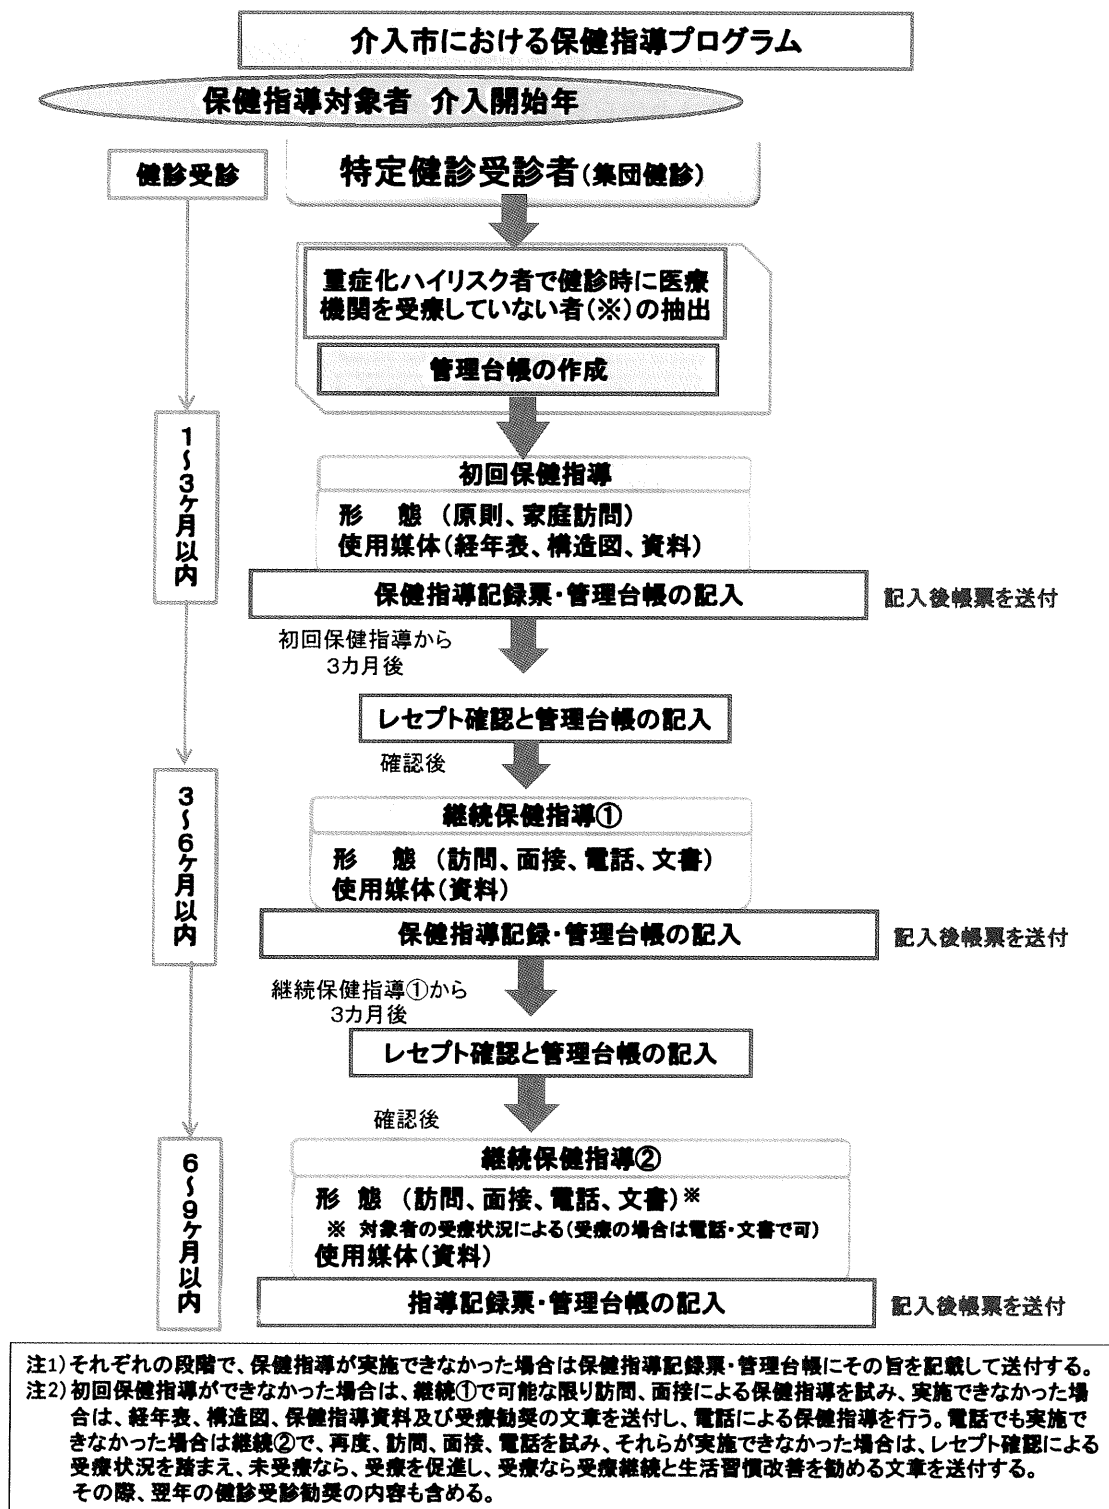 介入市における保健指導プログラム
保健指導対象者 介入開始年
健診受診
特定健診受診者(集団健診)
重症化ハイリスク者で健診時に医療
機関を受療していない者(※)の抽出
管理台帳の作成
1~3ヶ月以内
初回保健指導
形 態 (原則、家庭訪問)
使用媒体(経年表、構造図、資料)
保健指導記録票・管理台帳の記入
記入後帳票を送付
初回保健指導から
3カ月後
レセプト確認と管理台帳の記入
確認後
3~6ヶ月以内
継続保健指導①
形 態 (訪問、面接、電話、文書)
使用媒体(資料)
保健指導記録・管理台帳の記入
記入後帳票を送付
継続保健指導①から
3カ月後
レセプト確認と管理台帳の記入
確認後
6~9ヶ月以内
継続保健指導②
形 態 (訪問、面接、電話、文書)※
※ 対象者の受療状況による(受療の場合は電話・文書で可)
使用媒体(資料)
指導記録票・管理台帳の記入
記入後帳票を送付
注1)それぞれの段階で、保健指導が実施できなかった場合は保健指導記録票・管理台帳にその旨を記載して送付する。
注2)初回保健指導ができなかった場合は、継続①で可能な限り訪問、面接による保健指導を試み、実施できなかった場
合は、経年表、構造図、保健指導資料及び受療勧奨の文章を送付し、電話による保健指導を行う。電話でも実施で
きなかった場合は継続②で、再度、訪問、面接、電話を試み、それらが実施できなかった場合は、レセプト確認による
受療状況を踏まえ、未受療なら、受療を促進し、受療なら受療継続と生活習慣改善を勧める文章を送付する。
その際、翌年の健診受診勧奨の内容も含める。